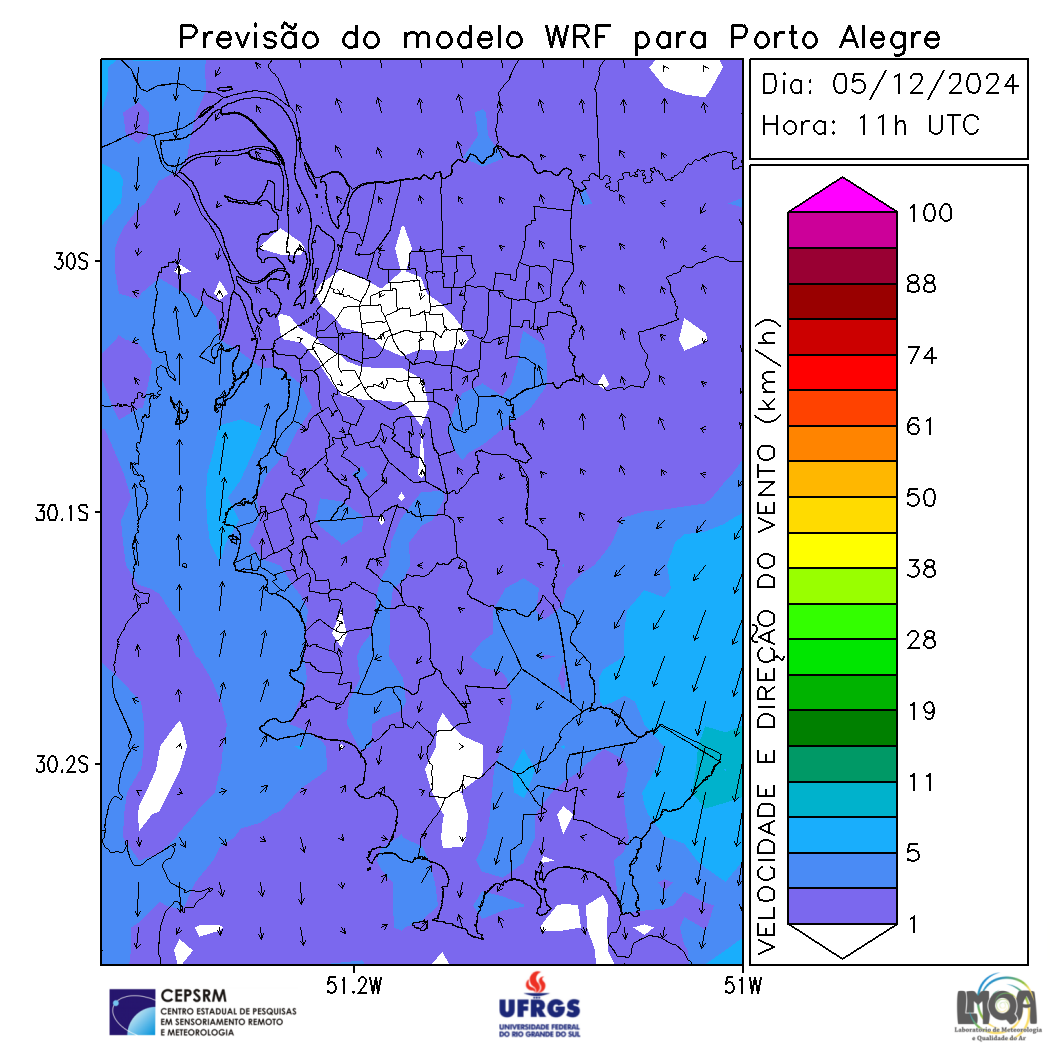 Previsão do modelo WRF para Porto Alegre
Dia: 05/12/2024
Hora: 11h UTC
30S
30.1S
30.2S
51.2W
51W
VELOCIDADE E DIREÇÃO DO VENTO (km/h)
100
88
74
61
50
38
28
19
11
5
1
CEPSRM
CENTRO ESTADUAL DE PESQUISAS
EM SENSORIAMENTO REMOTO
E METEOROLOGIA
UFRGS
UNIVERSIDADE FEDERAL
DO RIO GRANDE DO SUL
LMQA
Laboratório de Meteorologia
e Qualidade do Ar